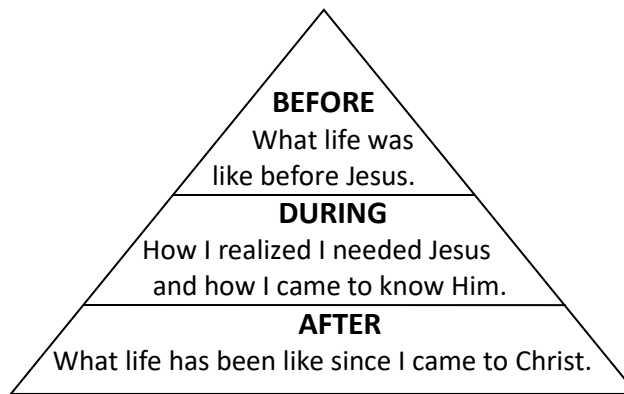 BEFORE
What life was
like before Jesus.
DURING
How I realized I needed Jesus
and how I came to know Him.
AFTER
What life has been like since I came to Christ.